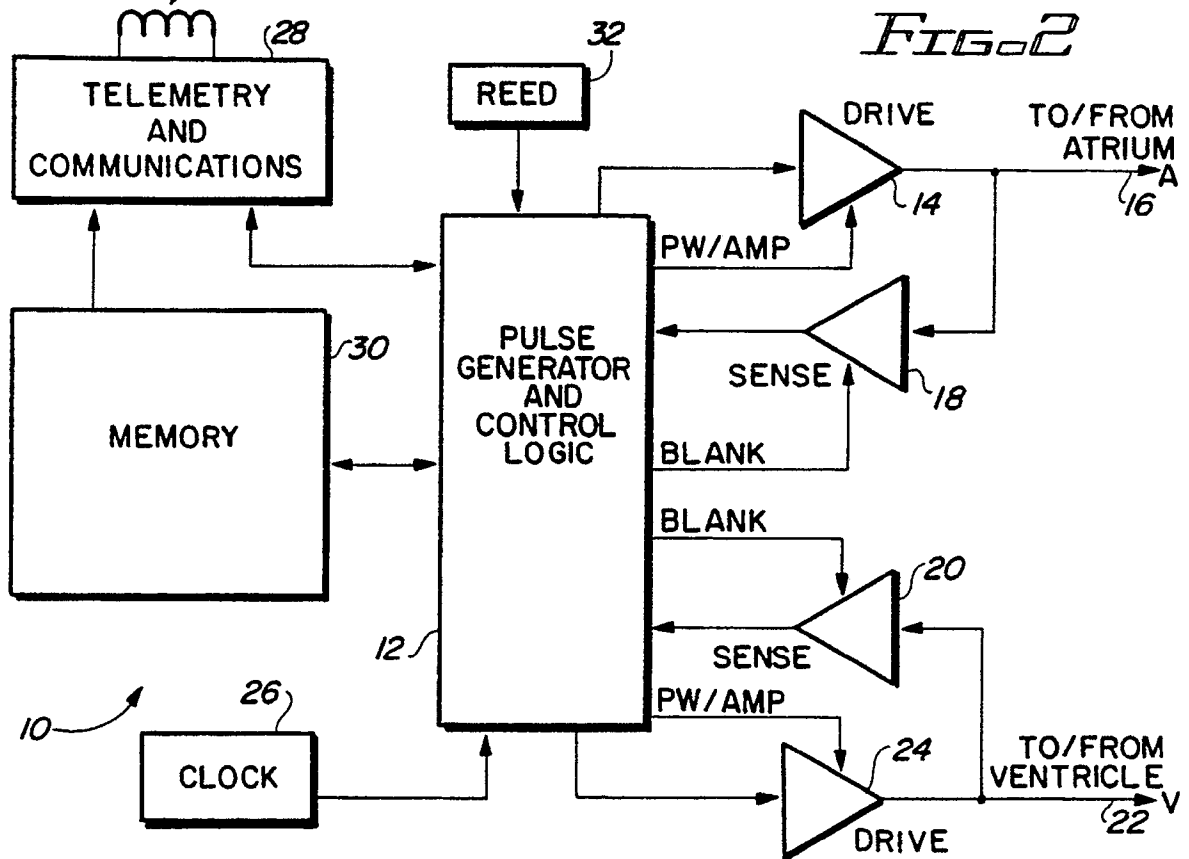 FIG. 2
28
TELEMETRY
AND
COMMUNICATIONS
32
REED
DRIVE
14
TO/FROM
ATRIUM
A
16
PW/AMP
SENSE
18
BLANK
PULSE
GENERATOR
AND
CONTROL
LOGIC
12
30
MEMORY
BLANK
20
SENSE
PW/AMP
10
26
CLOCK
24
DRIVE
TO/FROM
VENTRICLE
V
22